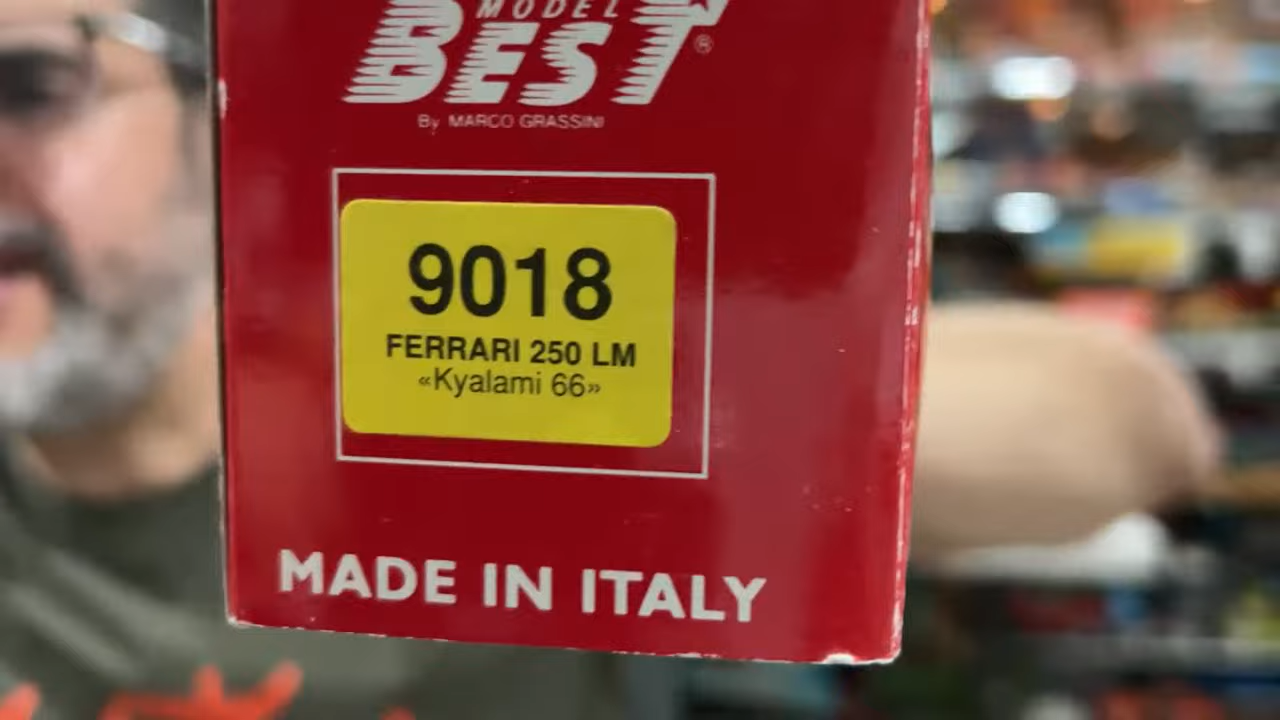 MODEL
BEST®
By MARCO GRASSINI
9018
FERRARI 250 LM
«Kyalami 66»
MADE IN ITALY